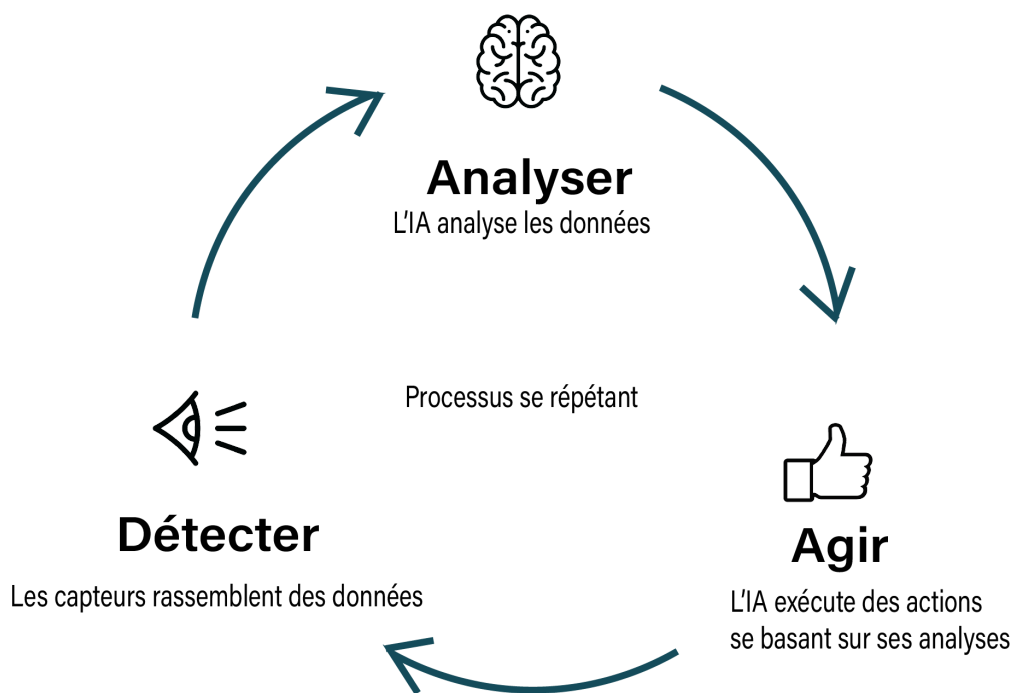 Analyser
L’IA analyse les données
Processus se répétant
Détecter
Les capteurs rassemblent des données
Agir
L’IA exécute des actions
se basant sur ses analyses